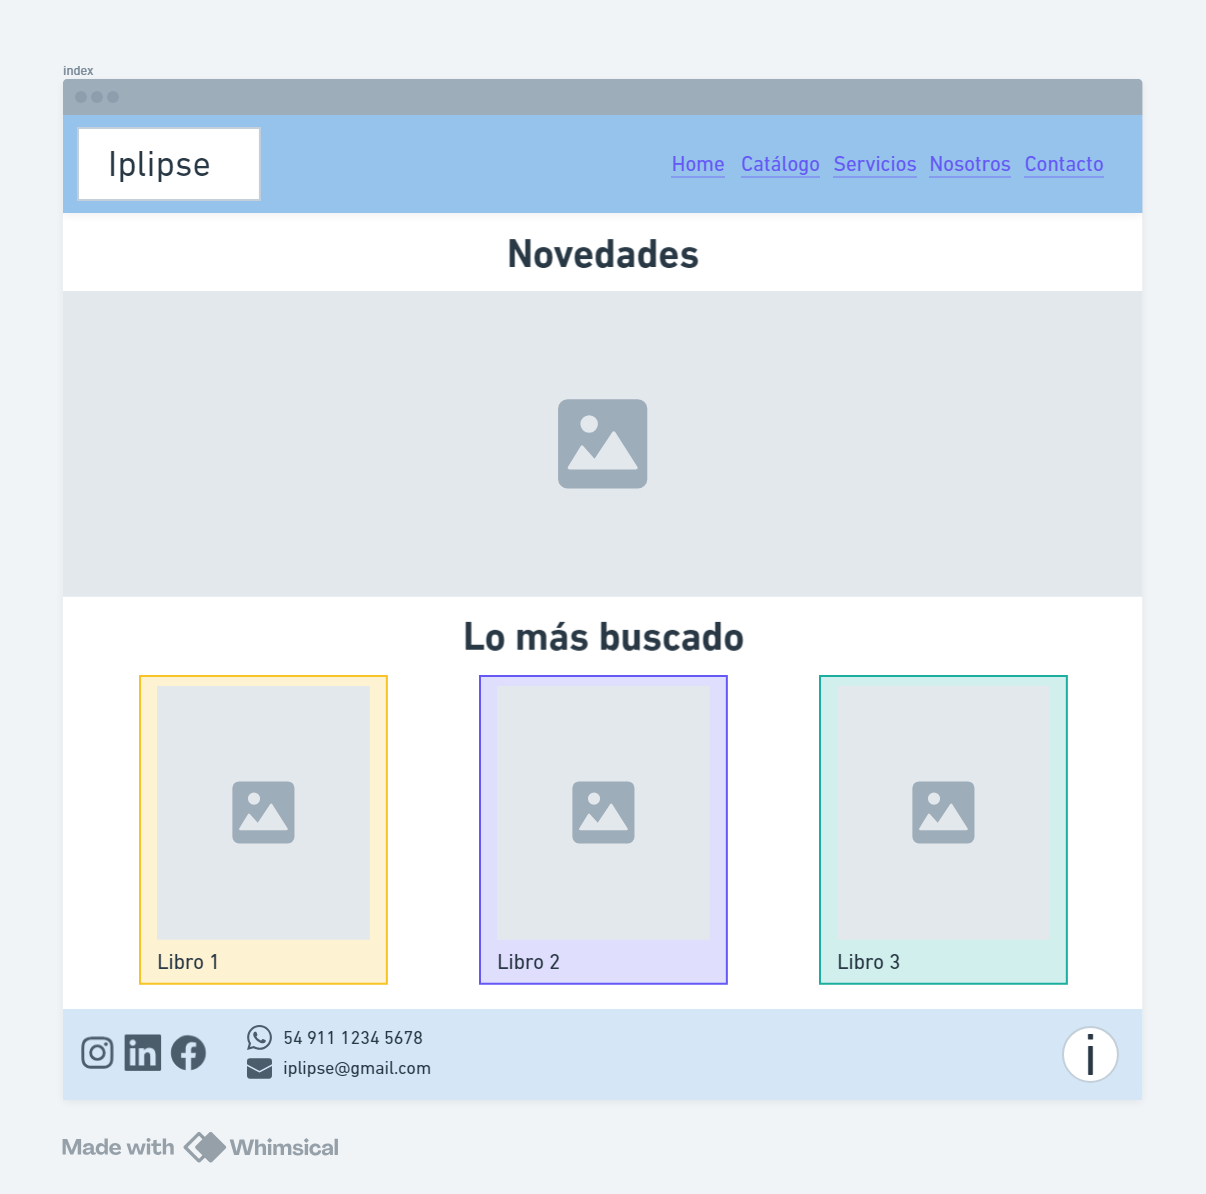 index
Iplipse
Home Catálogo Servicios Nosotros Contacto
Novedades
Lo más buscado
Libro 1
Libro 2
Libro 3
54 911 1234 5678
iplipse@gmail.com
i
Made with Whimsical